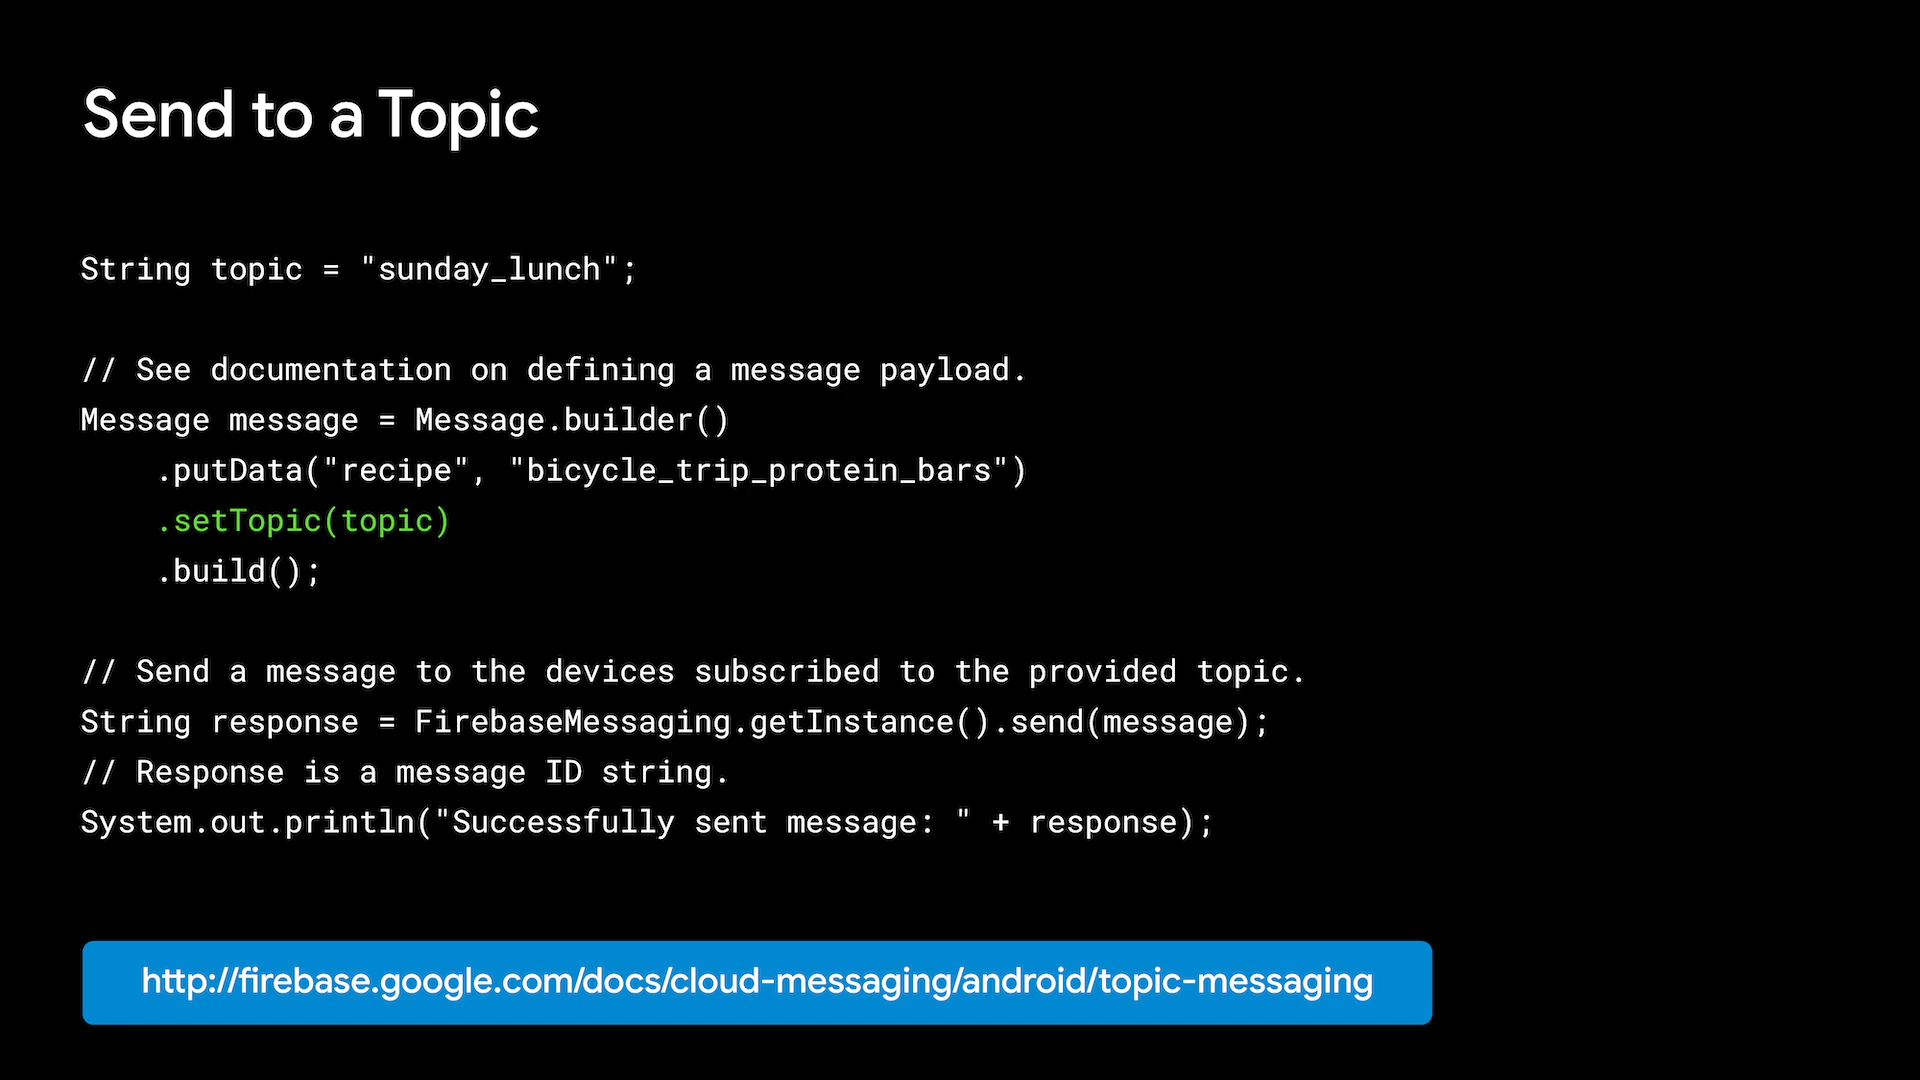 Send to a Topic
String topic = "sunday_lunch";
// See documentation on defining a message payload.
Message message = Message.builder()
    .putData("recipe", "bicycle_trip_protein_bars")
    .setTopic(topic)
    .build();
// Send a message to the devices subscribed to the provided topic.
String response = FirebaseMessaging.getInstance().send(message);
// Response is a message ID string.
System.out.println("Successfully sent message: " + response);
http://firebase.google.com/docs/cloud-messaging/android/topic-messaging